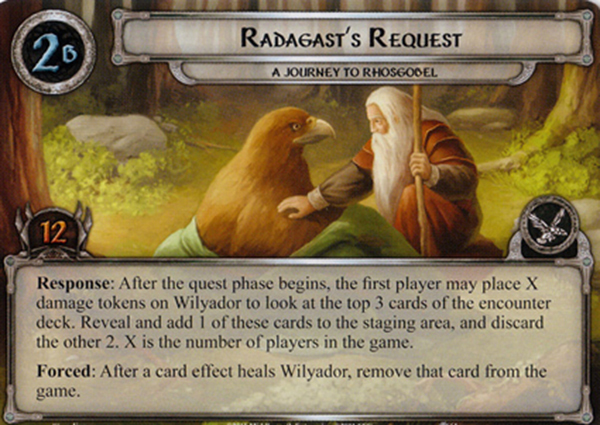 2B
RADAGAST'S REQUEST
A JOURNEY TO RHOSGOBEL
12
Response: After the quest phase begins, the first player may place X
damage tokens on Wilyador to look at the top 3 cards of the encounter
deck. Reveal and add 1 of these cards to the staging area, and discard
the other 2. X is the number of players in the game.
Forced: After a card effect heals Wilyador, remove that card from the
game.